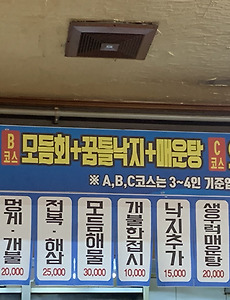 B코스 모듬회+꿈틀낙지+매운탕 C코스
※ A,B,C코스는 3~4인 기준입
멍게·개불
20,000
전복·해삼
25,000
모듬해물
30,000
개불한접시
10,000
낙지추가
15,000
생우럭매운탕
20,000